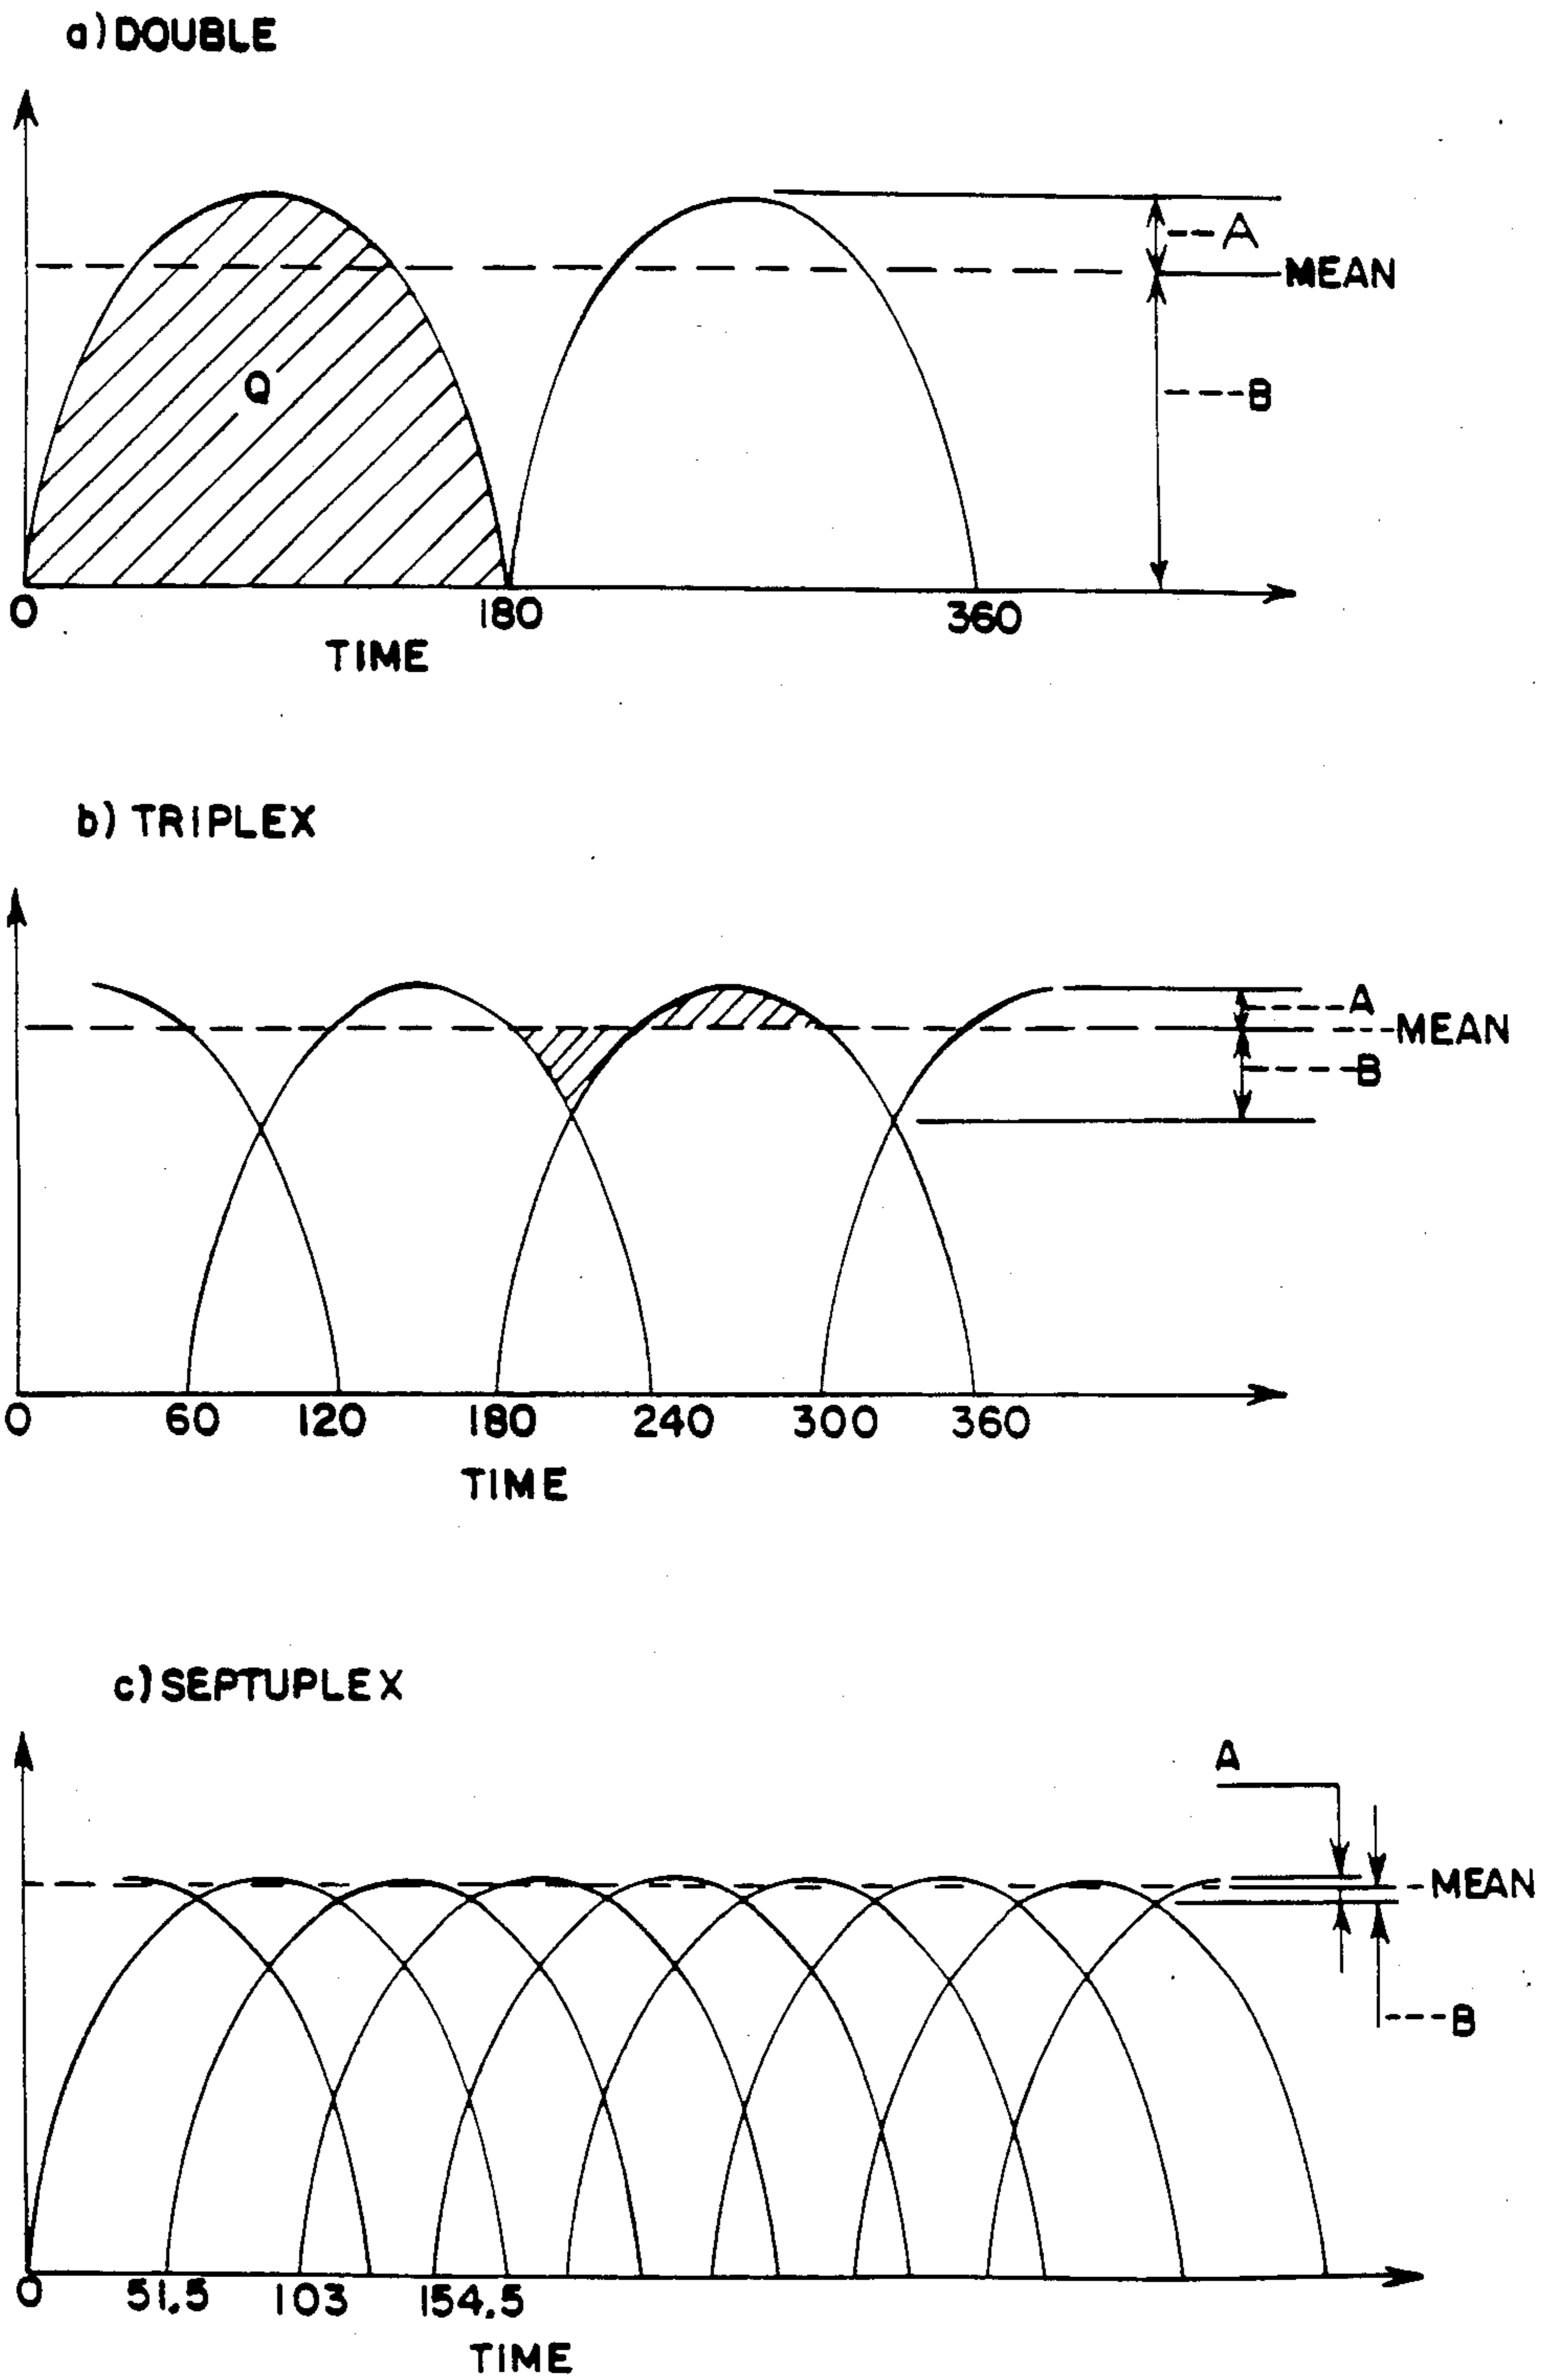 a) DOUBLE
A
MEAN
Q
B
0 180 360
TIME
b) TRIPLEX
A
MEAN
B
0 60 120 180 240 300 360
TIME
c) SEPTUPLEX
A
MEAN
B
0 51,5 103 154,5
TIME